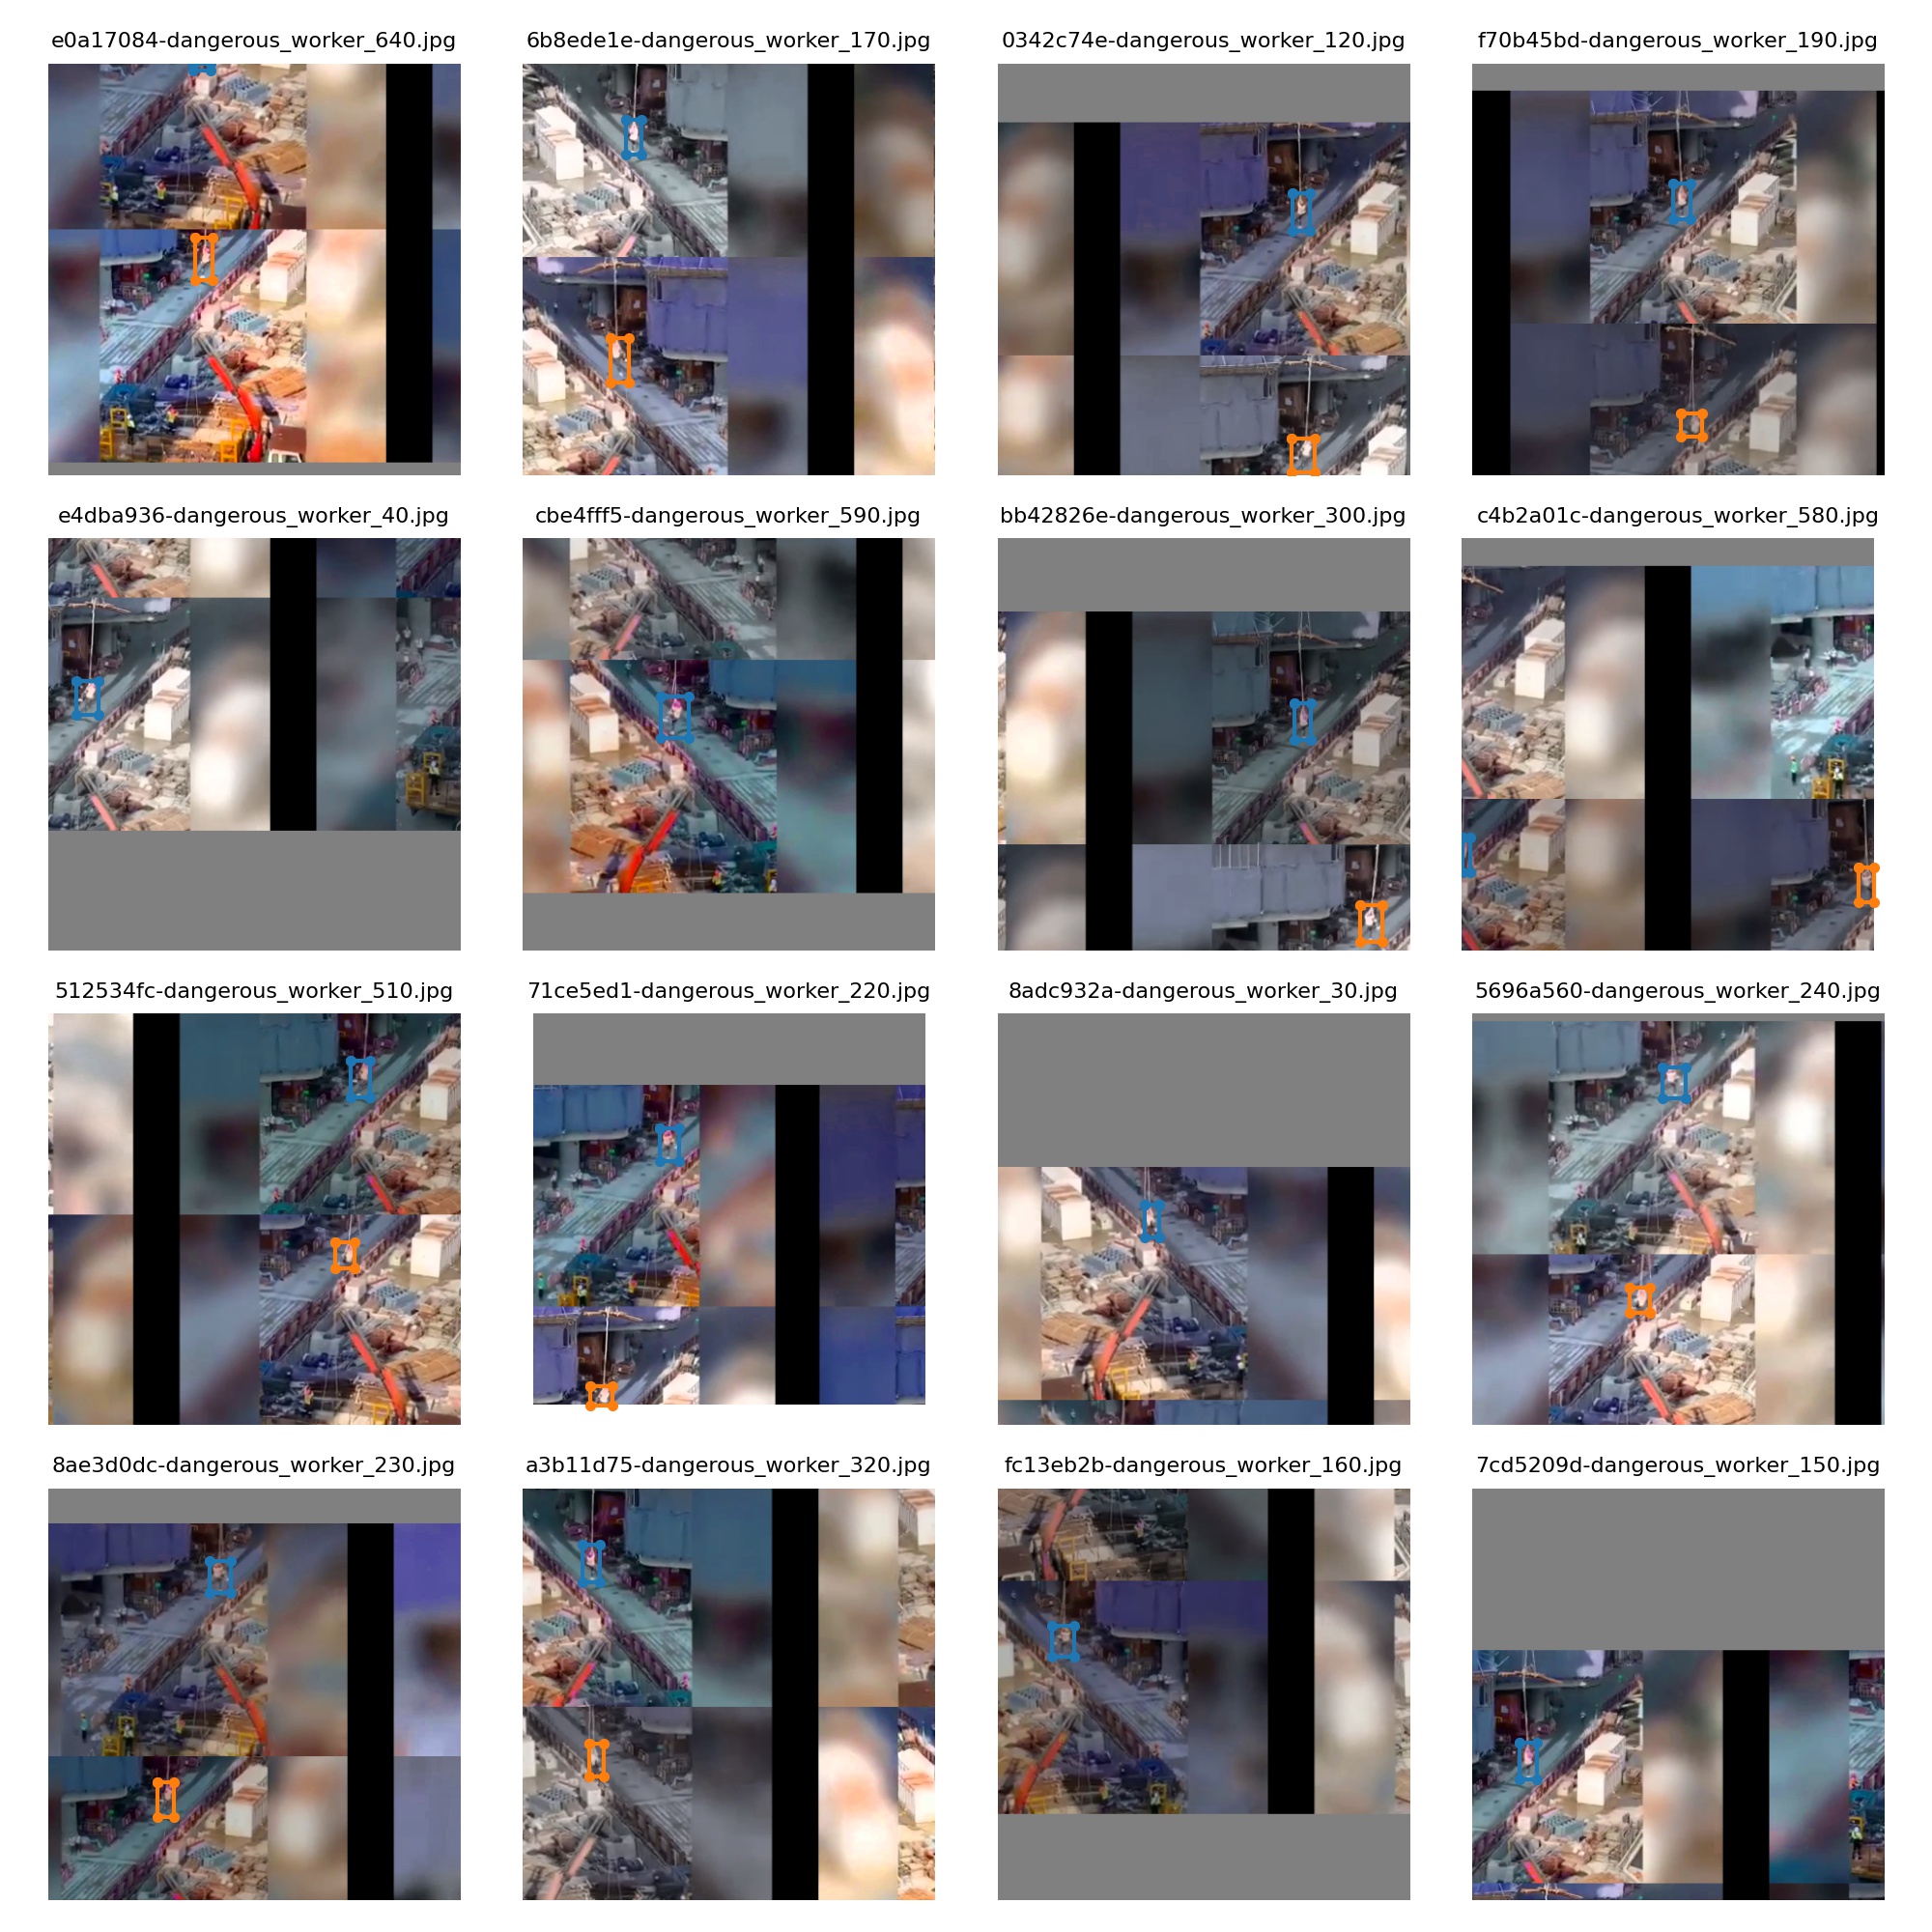 e0a17084-dangerous_worker_640.jpg
6b8ede1e-dangerous_worker_170.jpg
0342c74e-dangerous_worker_120.jpg
f70b45bd-dangerous_worker_190.jpg
e4dba936-dangerous_worker_40.jpg
cbe4fff5-dangerous_worker_590.jpg
bb42826e-dangerous_worker_300.jpg
c4b2a01c-dangerous_worker_580.jpg
512534fc-dangerous_worker_510.jpg
71ce5ed1-dangerous_worker_220.jpg
8adc932a-dangerous_worker_30.jpg
5696a560-dangerous_worker_240.jpg
8ae3d0dc-dangerous_worker_230.jpg
a3b11d75-dangerous_worker_320.jpg
fc13eb2b-dangerous_worker_160.jpg
7cd5209d-dangerous_worker_150.jpg